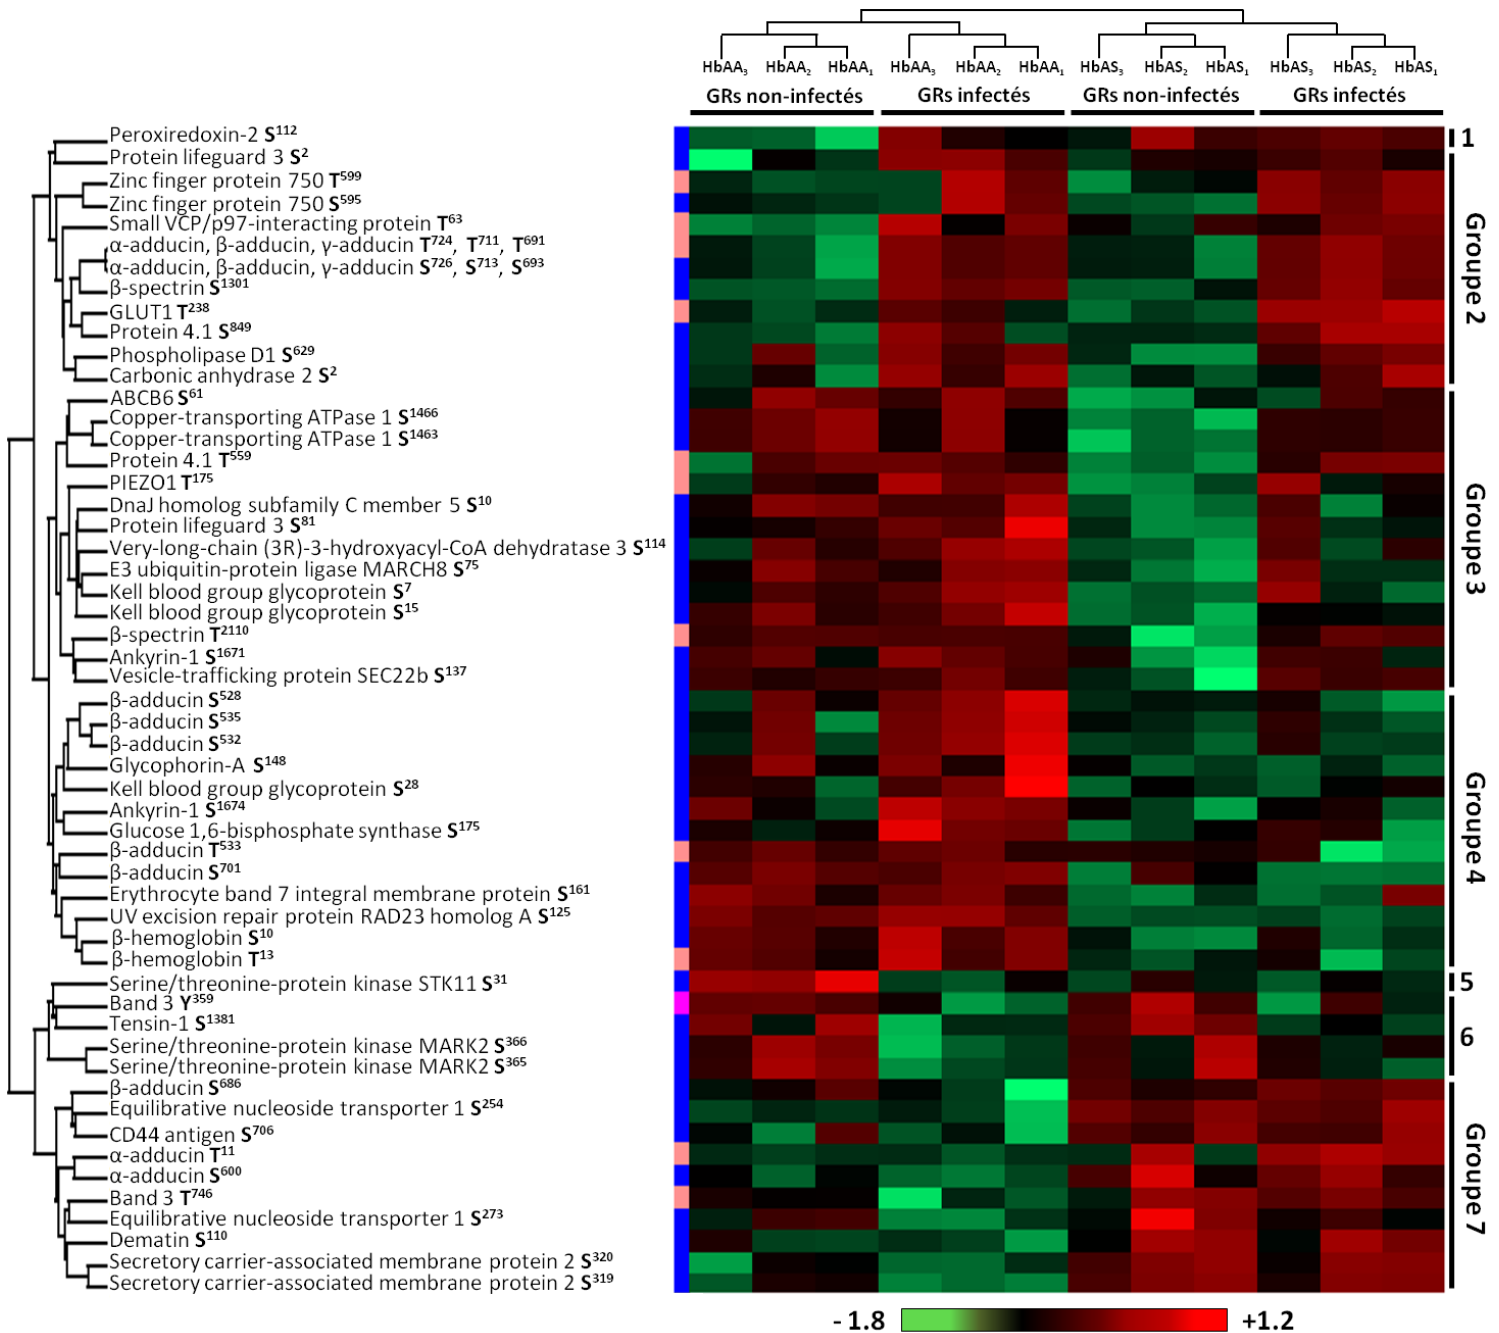 HbAA₃ HbAA₂ HbAA₁ HbAA₃ HbAA₂ HbAA₁ HbAS₃ HbAS₂ HbAS₁ HbAS₃ HbAS₂ HbAS₁
GRs non-infectés GRs infectés GRs non-infectés GRs infectés
Peroxiredoxin-2 S¹¹²
Protein lifeguard 3 S²
Zinc finger protein 750 T⁵⁹⁹
Zinc finger protein 750 S⁵⁹⁵
Small VCP/p97-interacting protein T⁶³
α-adducin, β-adducin, γ-adducin T⁷²⁴, T⁷¹¹, T⁶⁹¹
α-adducin, β-adducin, γ-adducin S⁷²⁶, S⁷¹³, S⁶⁹³
β-spectrin S¹³⁰¹
GLUT1 T²³⁸
Protein 4.1 S⁸⁴⁹
Phospholipase D1 S⁶²⁹
Carbonic anhydrase 2 S²
ABCB6 S⁶¹
Copper-transporting ATPase 1 S¹⁴⁶⁶
Copper-transporting ATPase 1 S¹⁴⁶³
Protein 4.1 T⁵⁵⁹
PIEZO1 T¹⁷⁵
DnaJ homolog subfamily C member 5 S¹⁰
Protein lifeguard 3 S⁸¹
Very-long-chain (3R)-3-hydroxyacyl-CoA dehydratase 3 S¹¹⁴
E3 ubiquitin-protein ligase MARCH8 S⁷⁵
Kell blood group glycoprotein S⁷
Kell blood group glycoprotein S¹⁵
β-spectrin T²¹¹⁰
Ankyrin-1 S¹⁶⁷¹
Vesicle-trafficking protein SEC22b S¹³⁷
β-adducin S⁵²⁸
β-adducin S⁵³⁵
β-adducin S⁵³²
Glycophorin-A S¹⁴⁸
Kell blood group glycoprotein S²⁸
Ankyrin-1 S¹⁶⁷⁴
Glucose 1,6-bisphosphate synthase S¹⁷⁵
β-adducin T⁵³³
β-adducin S⁷⁰¹
Erythrocyte band 7 integral membrane protein S¹⁶¹
UV excision repair protein RAD23 homolog A S¹²⁵
β-hemoglobin S¹⁰
β-hemoglobin T¹³
Serine/threonine-protein kinase STK11 S³¹
Band 3 Y³⁵⁹
Tensin-1 S¹³⁸¹
Serine/threonine-protein kinase MARK2 S³⁶⁶
Serine/threonine-protein kinase MARK2 S³⁶⁵
β-adducin S⁶⁸⁶
Equilibrative nucleoside transporter 1 S²⁵⁴
CD44 antigen S⁷⁰⁶
α-adducin T¹¹
α-adducin S⁶⁰⁰
Band 3 T⁷⁴⁶
Equilibrative nucleoside transporter 1 S²⁷³
Dematin S¹¹⁰
Secretory carrier-associated membrane protein 2 S³²⁰
Secretory carrier-associated membrane protein 2 S³¹⁹
1
Groupe 2
Groupe 3
Groupe 4
5
6
Groupe 7
- 1.8 +1.2